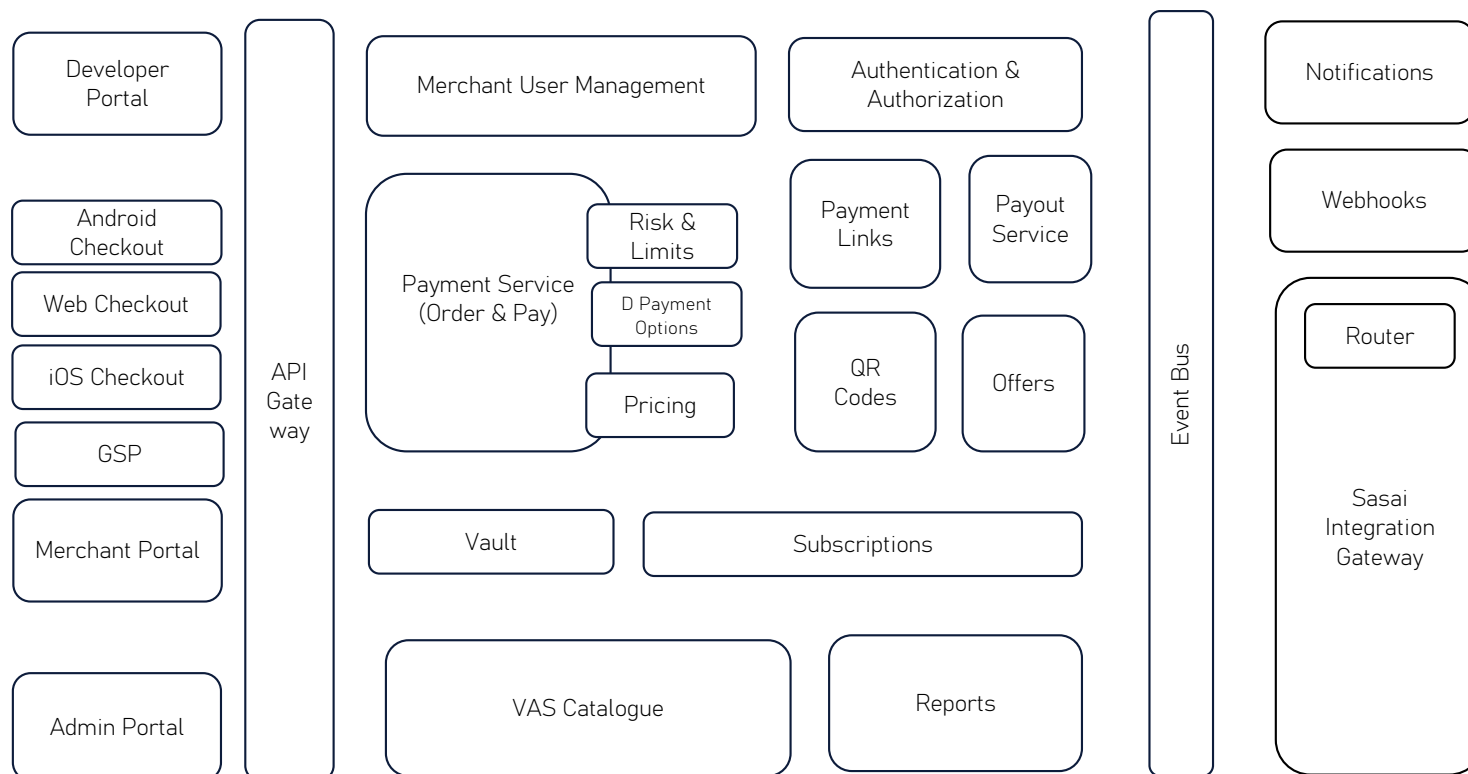 Developer
Portal
Android
Checkout
Web Checkout
iOS Checkout
GSP
Merchant Portal
Admin Portal
API
Gate
way
Merchant User Management
Authentication &
Authorization
Payment Service
(Order & Pay)
Risk &
Limits
D Payment
Options
Pricing
Payment
Links
Payout
Service
QR
Codes
Offers
Vault
Subscriptions
VAS Catalogue
Reports
Event Bus
Notifications
Webhooks
Router
Sasai
Integration
Gateway